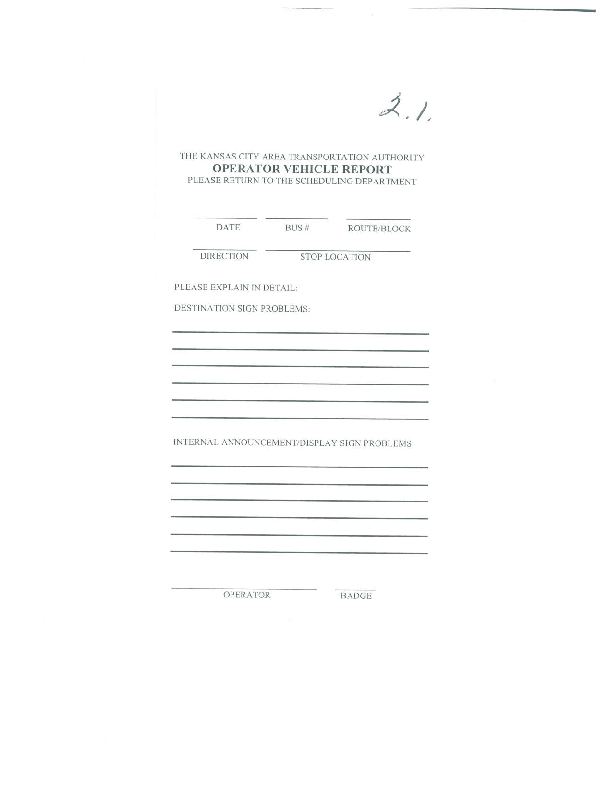 2.1.
THE KANSAS CITY AREA TRANSPORTATION AUTHORITY
OPERATOR VEHICLE REPORT
PLEASE RETURN TO THE SCHEDULING DEPARTMENT
DATE BUS # ROUTE/BLOCK
DIRECTION STOP LOCATION
PLEASE EXPLAIN IN DETAIL:
DESTINATION SIGN PROBLEMS:
INTERNAL ANNOUNCEMENT/DISPLAY SIGN PROBLEMS
OPERATOR BADGE